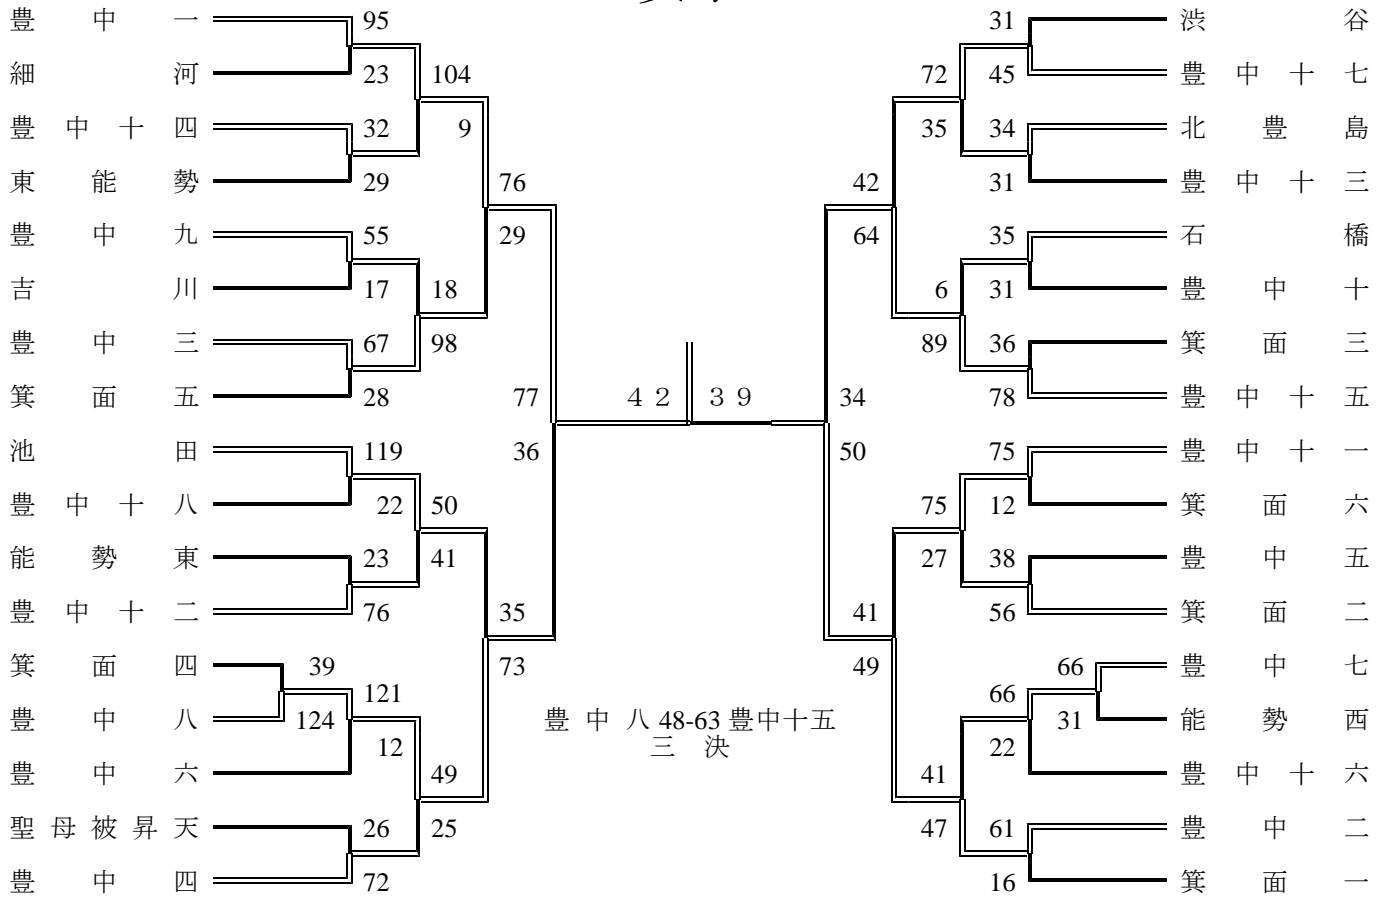 豊中一 95 31 渋谷
細河 23 104 72 45 豊中十七
豊中十四 32 9 35 34 北豊島
東能勢 29 76 42 31 豊中十三
豊中九 55 29 64 35 石橋
吉川 17 18 6 31 豊中十
豊中三 67 98 89 36 箕面三
箕面五 28 77 42 39 34 78 豊中十五
池田 119 36 50 75 豊中十一
豊中十八 22 50 75 12 箕面六
能勢東 23 41 27 38 豊中五
豊中十二 76 35 41 56 箕面二
箕面四 39 73 49 66 豊中七
121 66
豊中八 124 豊中八 48-63 豊中十五 31 能勢西
12 三決 22
豊中六 49 41 豊中十六
聖母被昇天 26 25 47 61 豊中二
豊中四 72 16 箕面一